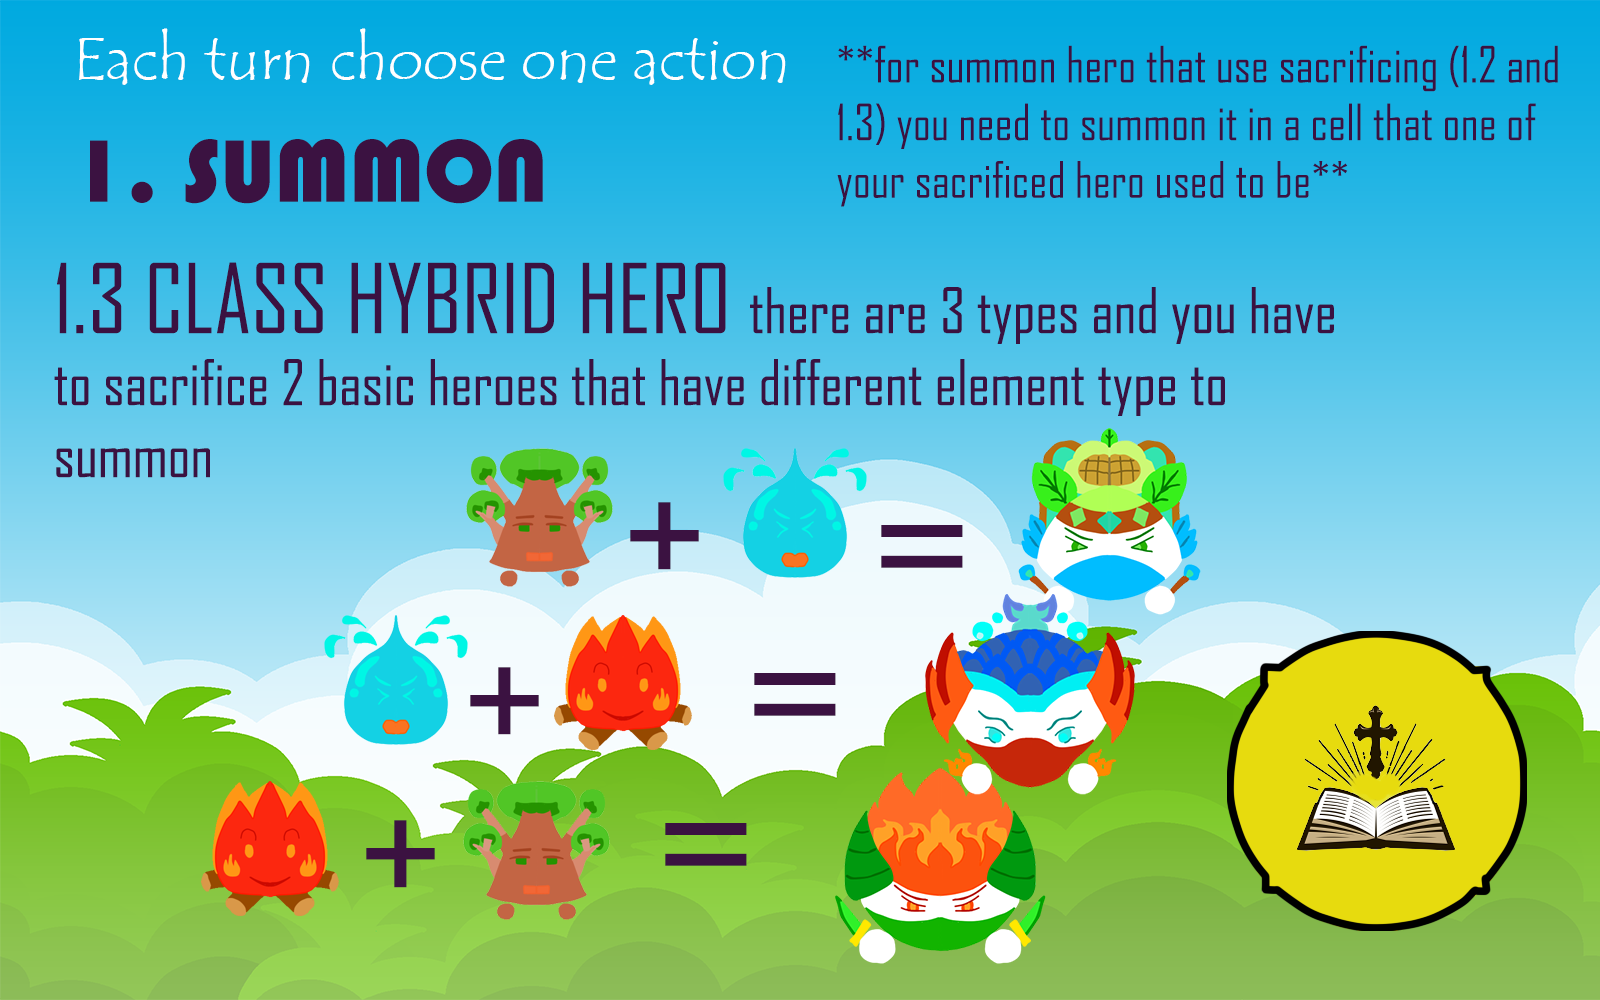 Each turn choose one action
**for summon hero that use sacrificing (1.2 and
1.3) you need to summon it in a cell that one of
your sacrificed hero used to be**
1. SUMMON
1.3 CLASS HYBRID HERO there are 3 types and you have
to sacrifice 2 basic heroes that have different element type to
summon
+ =
+ =
+ =